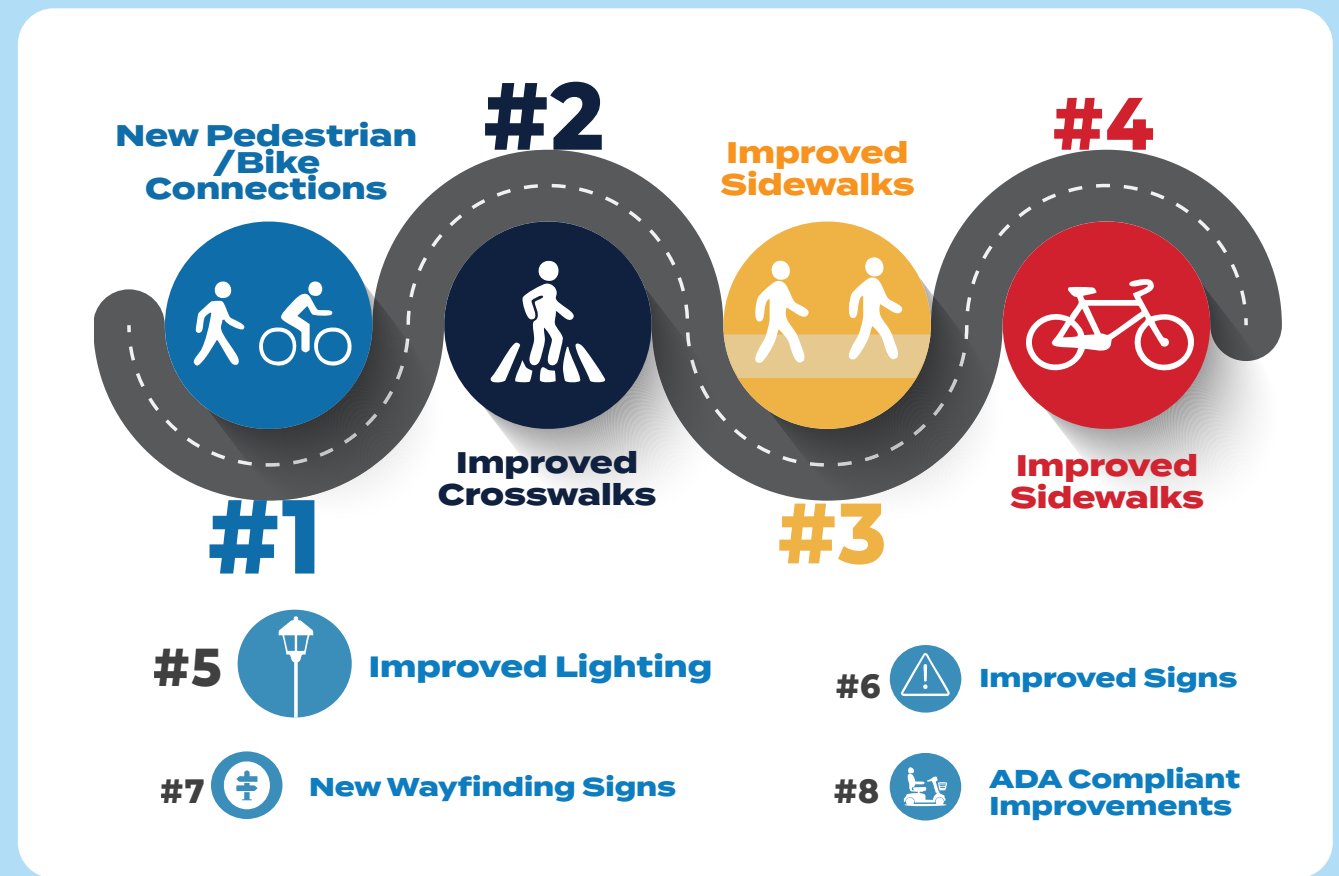 #1
New Pedestrian
/Bike
Connections
#2
Improved
Crosswalks
#3
Improved
Sidewalks
#4
Improved
Sidewalks
#5
Improved Lighting
#6
Improved Signs
#7
New Wayfinding Signs
#8
ADA Compliant
Improvements